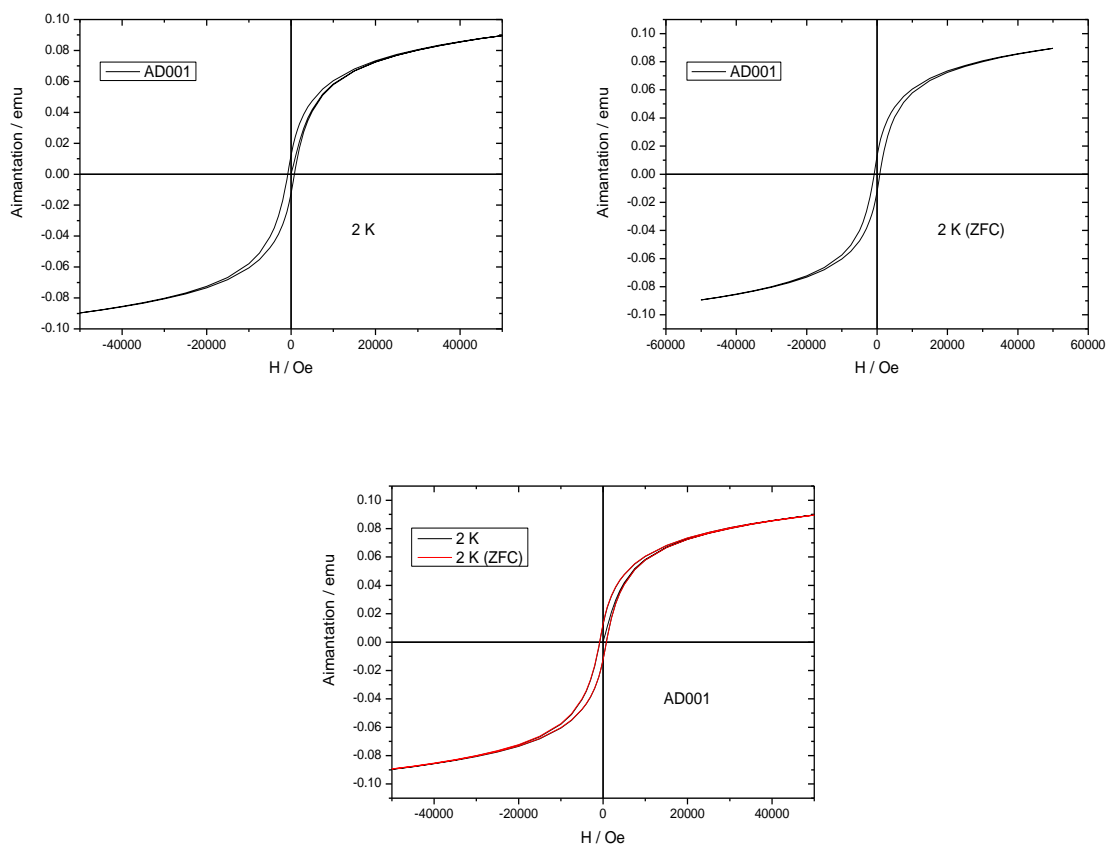 0.10
0.08
0.06
0.04
0.02
0.00
-0.02
-0.04
-0.06
-0.08
-0.10
Aimantation / emu
AD001
2 K
-40000 -20000 0 20000 40000
H / Oe
0.10
0.08
0.06
0.04
0.02
0.00
-0.02
-0.04
-0.06
-0.08
-0.10
Aimantation / emu
AD001
2 K (ZFC)
-60000 -40000 -20000 0 20000 40000 60000
H / Oe
0.10
0.08
0.06
0.04
0.02
0.00
-0.02
-0.04
-0.06
-0.08
-0.10
Aimantation / emu
2 K
2 K (ZFC)
AD001
-40000 -20000 0 20000 40000
H / Oe